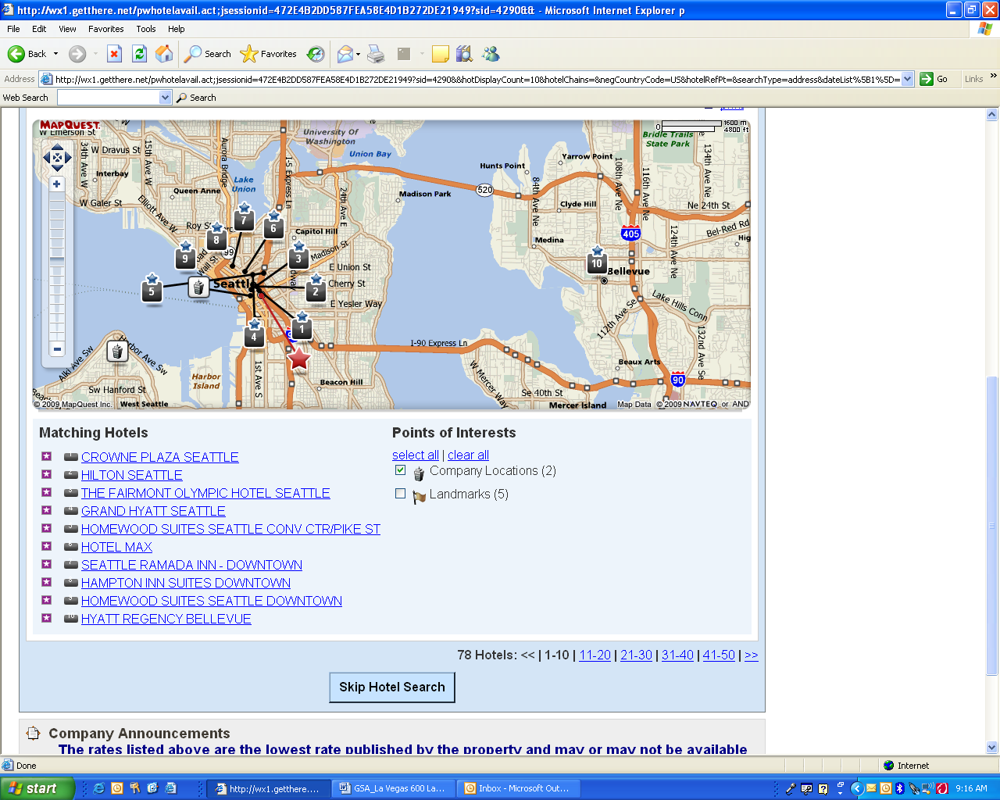 http://wx1.getthere.net/pwhotelavail.act;jsessionid=472E4B2DD587FEA58E4D1B272DE21949?sid=4290&& - Microsoft Internet Explorer p
File Edit View Favorites Tools Help
Back Search Favorites
Address http://wx1.getthere.net/pwhotelavail.act;jsessionid=472E4B2DD587FEA58E4D1B272DE21949?sid=4290&&hotDisplayCount=10&hotelChains=&negCountryCode=US&hotelRefPt=&searchType=address&dateList%5B1%5D= Go Links »
Web Search Search
MAPQUEST.
W Emerson St
W Dravus St
34th Ave W
15th Ave W
Interbay
Queen Anne
W Galer St
Elliott Ave W
Aurora Bridge
Lake Union
I-5 Express Ln
University Of Washington
Union Bay
24th Ave E
Madison Park
520
Hunts Point
Yarrow Point
84th Ave Ne
Clyde Hill
Medina
108th Ave Ne
116th Ave Ne
Bridle Trails State Park
134th Ave Ne
0 1600 m
4800 ft
Ne 24th St
Bel-Red Rd
124th Ave Ne
405
Capitol Hill
Madison St
E Union St
Cherry St
E Yesler Way
Roy St
99
Wall St
Seattle
7
6
8
9
3
5
2
1
4
10
Bellevue
Lake Hills Conn
112th Ave Se
132nd Ave Se
I-90 Express Ln
Beaux Arts
90
W Mercer Way
Se 40th St
Mercer Island
Alki Ave Sw
Harbor Ave Sw
Harbor Island
1st Ave S
Beacon Hill
Sw Hanford St
West Seattle
© 2009 MapQuest Inc.
Map Data © 2009 NAVTEQ or AND
Matching Hotels
1 CROWNE PLAZA SEATTLE
2 HILTON SEATTLE
3 THE FAIRMONT OLYMPIC HOTEL SEATTLE
4 GRAND HYATT SEATTLE
5 HOMEWOOD SUITES SEATTLE CONV CTR/PIKE ST
6 HOTEL MAX
7 SEATTLE RAMADA INN - DOWNTOWN
8 HAMPTON INN SUITES DOWNTOWN
9 HOMEWOOD SUITES SEATTLE DOWNTOWN
10 HYATT REGENCY BELLEVUE
Points of Interests
select all | clear all
Company Locations (2)
Landmarks (5)
78 Hotels: << | 1-10 | 11-20 | 21-30 | 31-40 | 41-50 | >>
Skip Hotel Search
Company Announcements
The rates listed above are the lowest rate published by the property and may or may not be available
Done Internet
start http://wx1.getthere.... GSA_La Vegas 600 La... Inbox - Microsoft Out... 9:16 AM